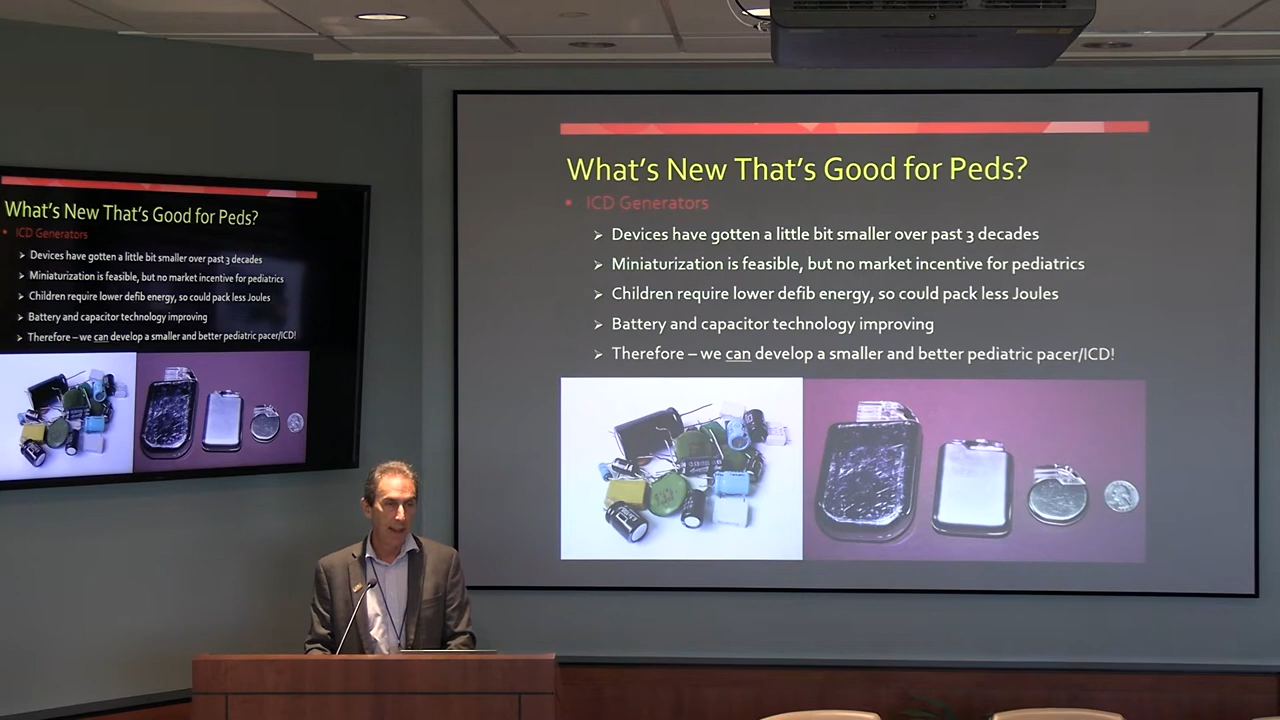 What's New That's Good for Peds?
• ICD Generators
➢ Devices have gotten a little bit smaller over past 3 decades
➢ Miniaturization is feasible, but no market incentive for pediatrics
➢ Children require lower defib energy, so could pack less Joules
➢ Battery and capacitor technology improving
➢ Therefore – we can develop a smaller and better pediatric pacer/ICD!
What's New That's Good for Peds?
• ICD Generators
➢ Devices have gotten a little bit smaller over past 3 decades
➢ Miniaturization is feasible, but no market incentive for pediatrics
➢ Children require lower defib energy, so could pack less Joules
➢ Battery and capacitor technology improving
➢ Therefore – we can develop a smaller and better pediatric pacer/ICD!